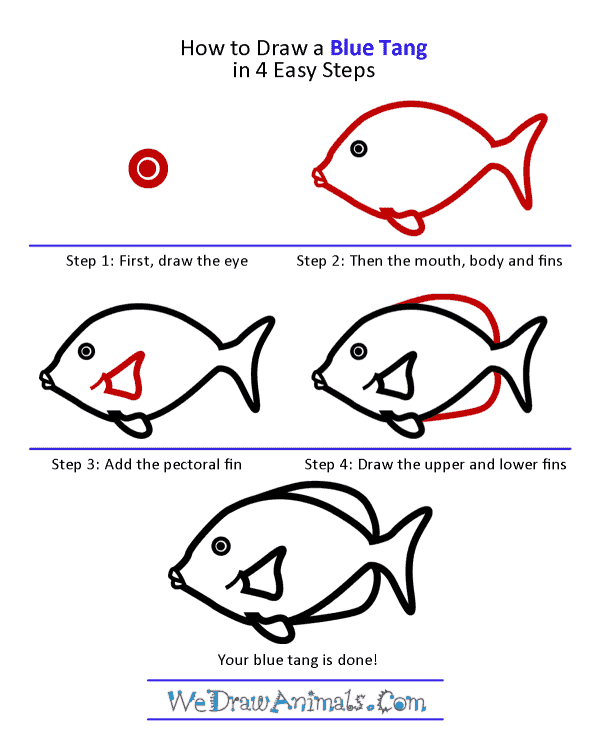 How to Draw a Blue Tang
in 4 Easy Steps
Step 1: First, draw the eye
Step 2: Then the mouth, body and fins
Step 3: Add the pectoral fin
Step 4: Draw the upper and lower fins
Your blue tang is done!
WeDrawAnimals.Com